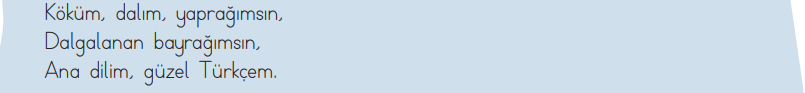 Köküm, dalım, yaprağımsın,
Dalgalanan bayrağımsın,
Ana dilim, güzel Türkçem.